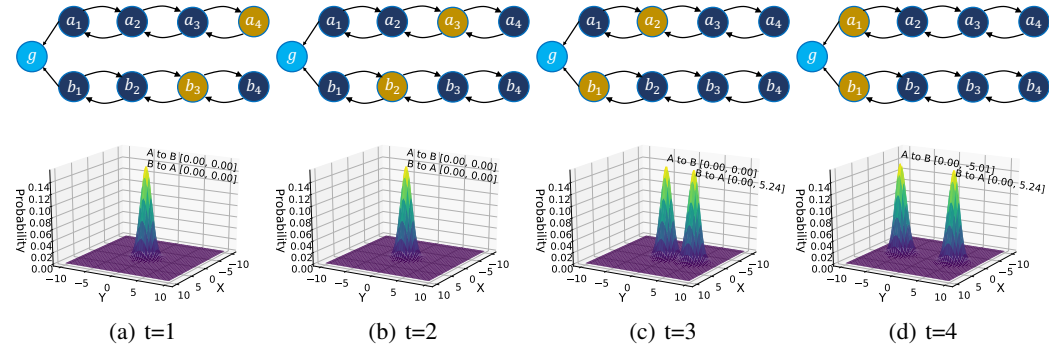 a1 a2 a3 a4
g
b1 b2 b3 b4
a1 a2 a3 a4
g
b1 b2 b3 b4
a1 a2 a3 a4
g
b1 b2 b3 b4
a1 a2 a3 a4
g
b1 b2 b3 b4
A to B [0.00, 0.00]
B to A [0.00, 0.00]
Probability
0.14
0.12
0.10
0.08
0.06
0.04
0.02
0.00
−10 −5 0 5 10
Y
10 5 0 −5 −10
X
A to B [0.00, 0.00]
B to A [0.00, 0.00]
Probability
0.14
0.12
0.10
0.08
0.06
0.04
0.02
0.00
−10 −5 0 5 10
Y
10 5 0 −5 −10
X
A to B [0.00, 0.00]
B to A [0.00, 5.24]
Probability
0.14
0.12
0.10
0.08
0.06
0.04
0.02
0.00
−10 −5 0 5 10
Y
10 5 0 −5 −10
X
A to B [0.00, -5.01]
B to A [0.00, 5.24]
Probability
0.14
0.12
0.10
0.08
0.06
0.04
0.02
0.00
−10 −5 0 5 10
Y
10 5 0 −5 −10
X
(a) t=1
(b) t=2
(c) t=3
(d) t=4